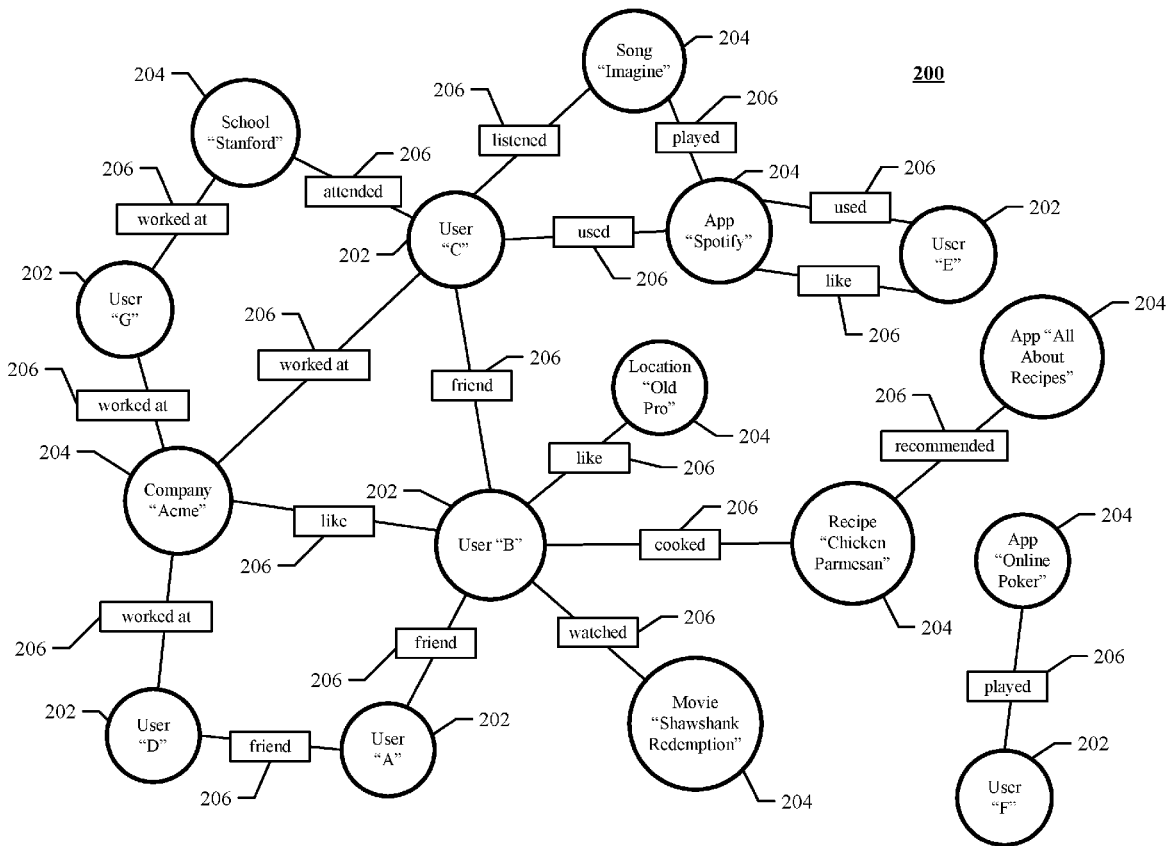 204
Song
“Imagine”
200
204
School
“Stanford”
206
listened
206
played
206
attended
204
206
used
202
206
worked at
User
“C”
202
used
206
App
“Spotify”
User
“E”
like
206
202
User
“G”
204
App “All
About
Recipes”
206
worked at
206
friend
Location
“Old
Pro”
204
206
worked at
206
recommended
204
Company
“Acme”
like
206
202
User “B”
206
cooked
Recipe
“Chicken
Parmesan”
204
204
App
“Online
Poker”
like
206
worked at
206
friend
206
watched
206
206
played
202
User
“D”
friend
206
User
“A”
202
Movie
“Shawshank
Redemption”
204
202
User
“F”